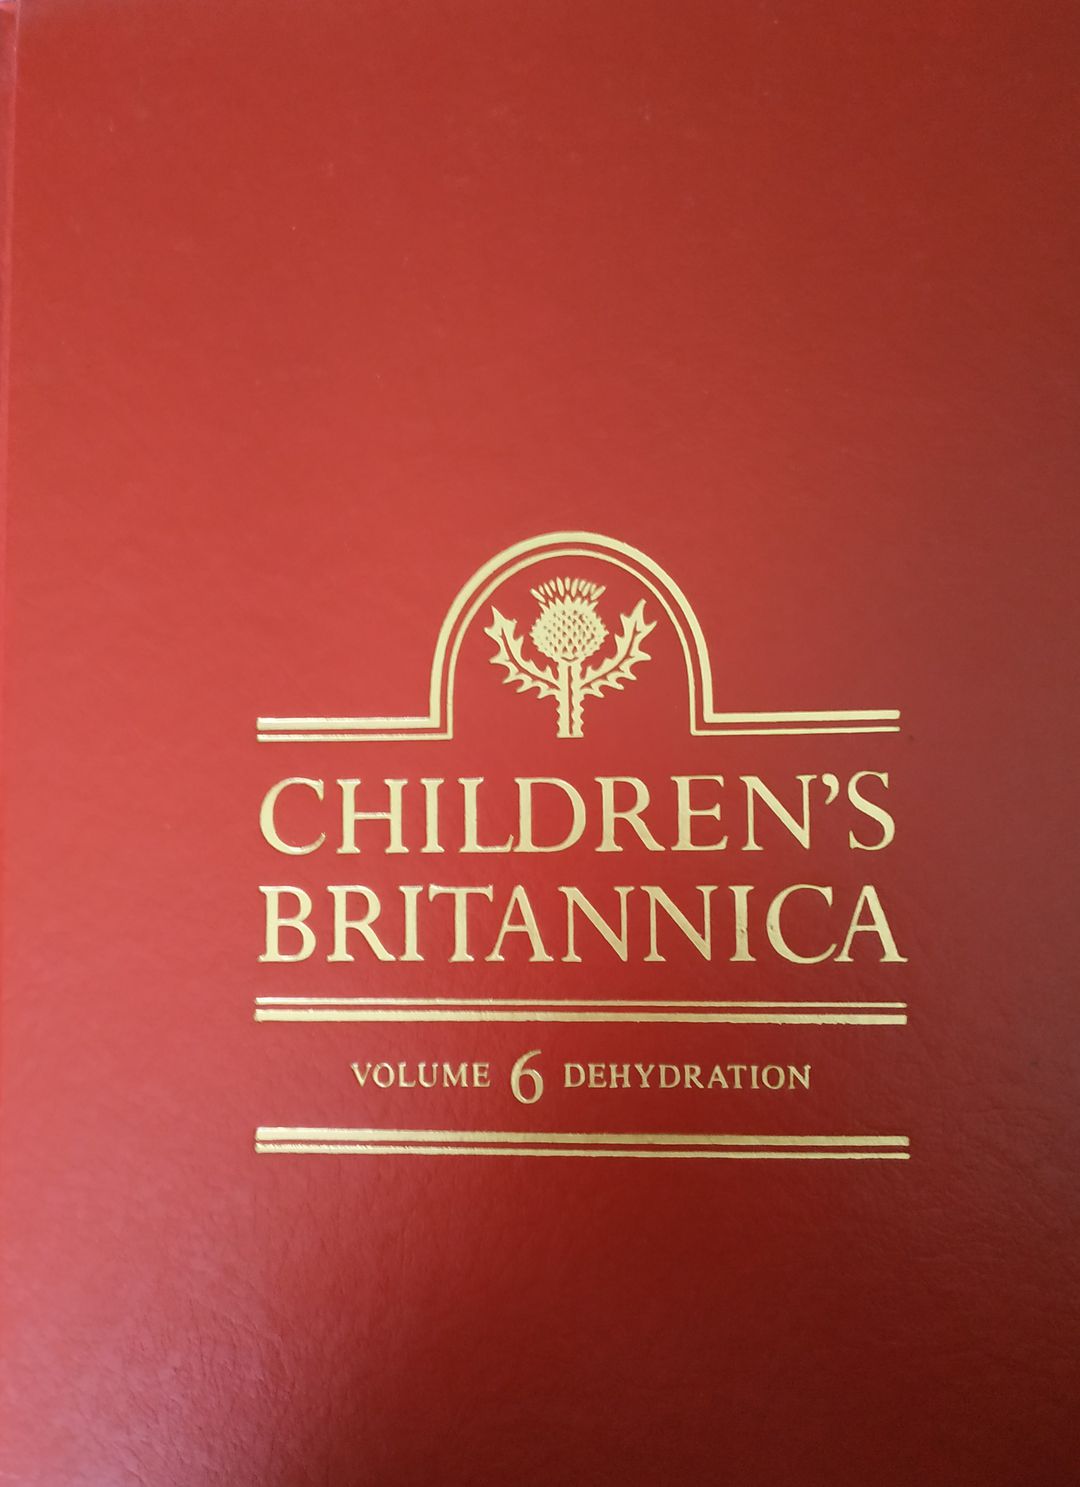 CHILDREN'S
BRITANNICA
VOLUME 6 DEHYDRATION